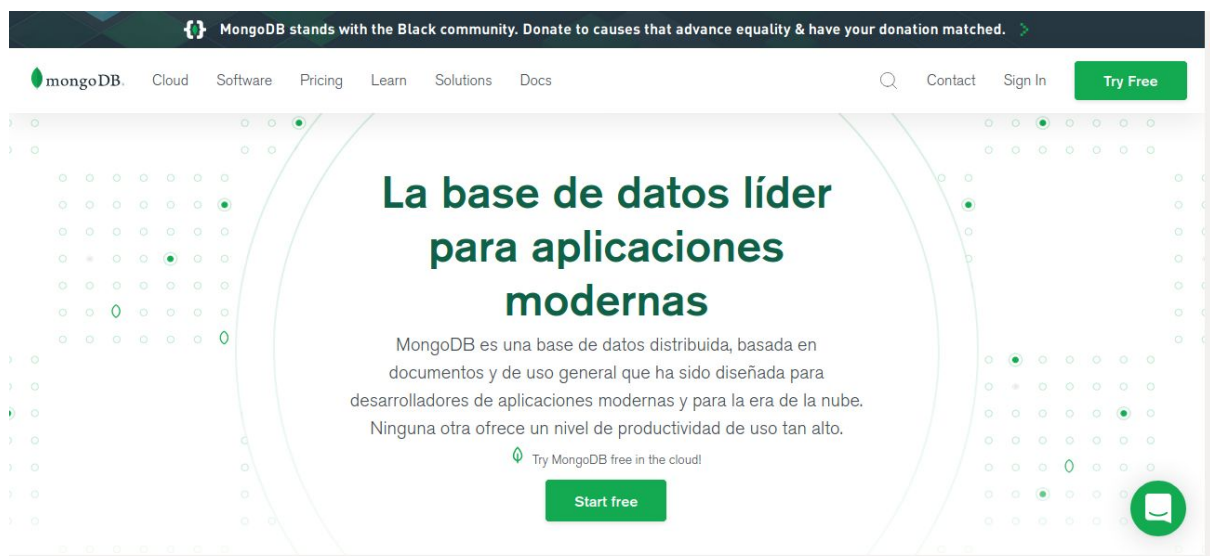 MongoDB stands with the Black community. Donate to causes that advance equality & have your donation matched.
mongoDB. Cloud Software Pricing Learn Solutions Docs Contact Sign In Try Free
La base de datos líder
para aplicaciones
modernas
MongoDB es una base de datos distribuida, basada en
documentos y de uso general que ha sido diseñada para
desarrolladores de aplicaciones modernas y para la era de la nube.
Ninguna otra ofrece un nivel de productividad de uso tan alto.
Try MongoDB free in the cloud!
Start free